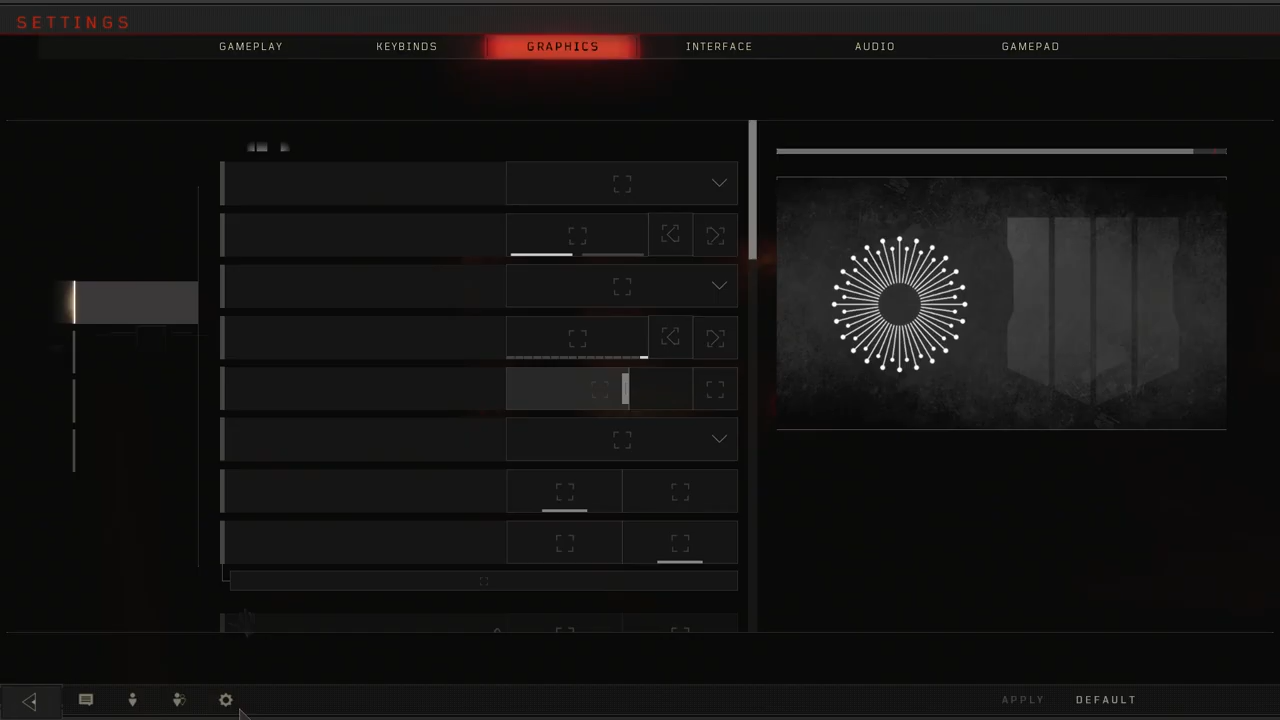 SETTINGS
GAMEPLAY KEYBINDS GRAPHICS INTERFACE AUDIO GAMEPAD
APPLY DEFAULT